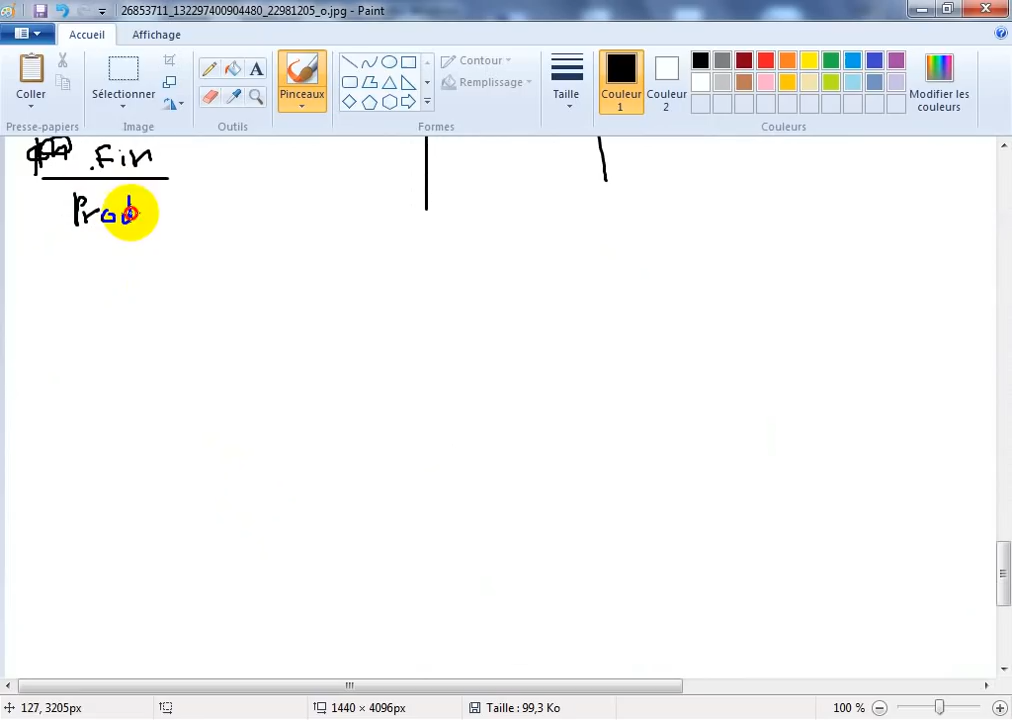 26853711_132297400904480_22981205_o.jpg - Paint
Accueil Affichage
Coller
Sélectionner
Pinceaux
Contour
Remplissage
Taille
Couleur 1
Couleur 2
Modifier les couleurs
Presse-papiers Image Outils Formes Couleurs
.Fin
Prod
127, 3205px 1440 × 4096px Taille : 99,3 Ko 100 %